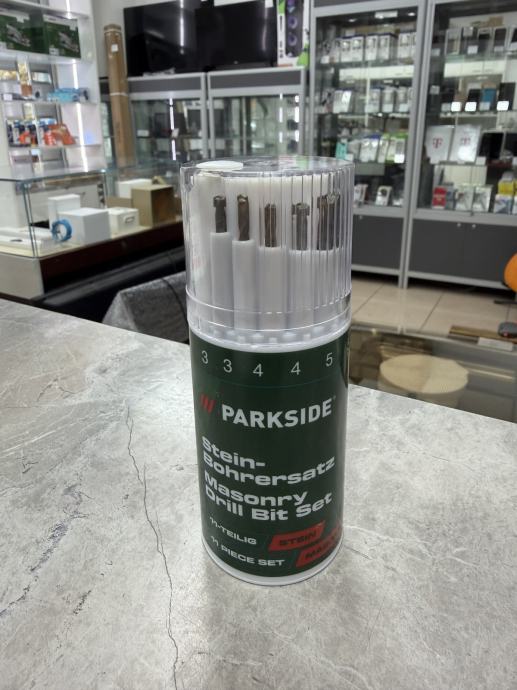 3 3 4 4 5
PARKSIDE
Stein-
Bohrersatz
Masonry
Drill Bit Set
11-TEILIG STEIN
11 PIECE SET